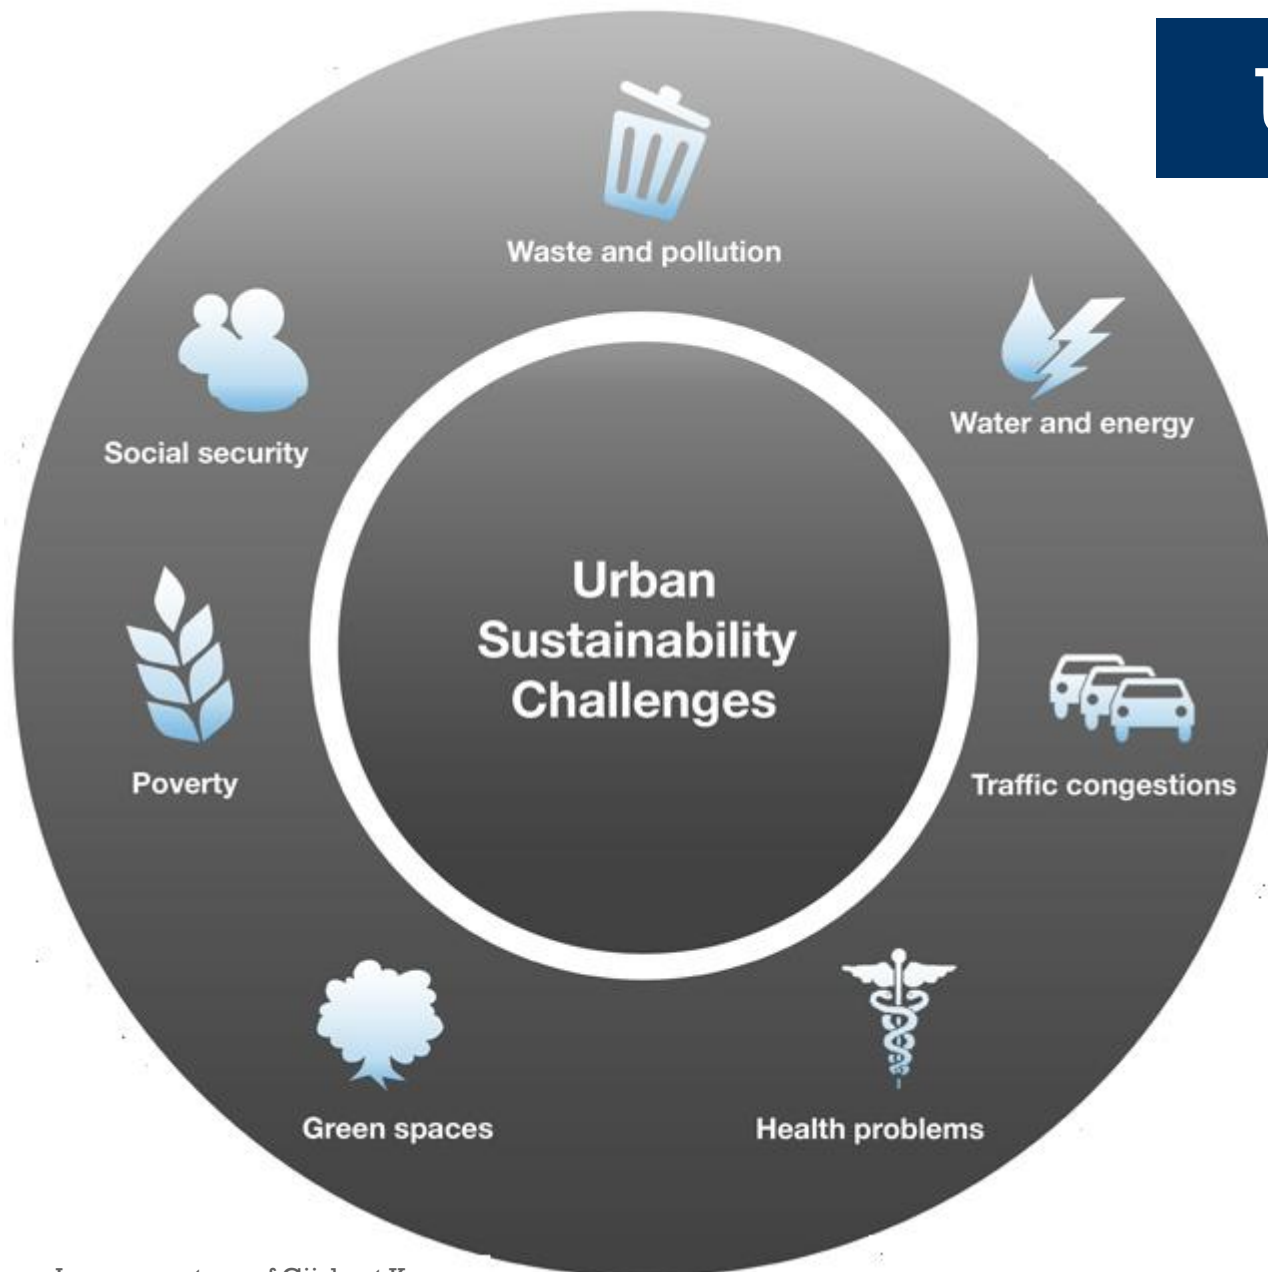 Waste and pollution
Water and energy
Social security
Urban
Sustainability
Challenges
Poverty
Traffic congestions
Green spaces
Health problems